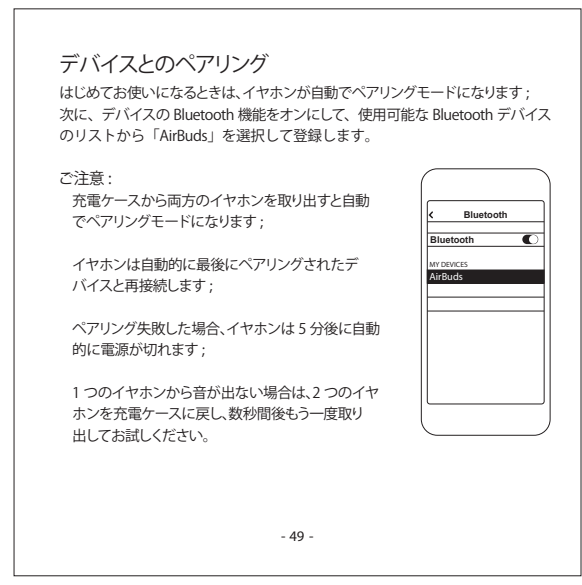 デバイスとのペアリング
はじめてお使いになるときは、イヤホンが自動でペアリングモードになります ;
次に、デバイスの Bluetooth 機能をオンにして、使用可能な Bluetooth デバイス
のリストから「AirBuds」を選択して登録します。
ご注意 :
充電ケースから両方のイヤホンを取り出すと自動
でペアリングモードになります ;
イヤホンは自動的に最後にペアリングされたデ
バイスと再接続します ;
ペアリング失敗した場合、イヤホンは 5 分後に自動
的に電源が切れます ;
1 つのイヤホンから音が出ない場合は、2 つのイヤ
ホンを充電ケースに戻し、数秒間後もう一度取り
出してお試しください。
< Bluetooth
Bluetooth
MY DEVICES
AirBuds
- 49 -